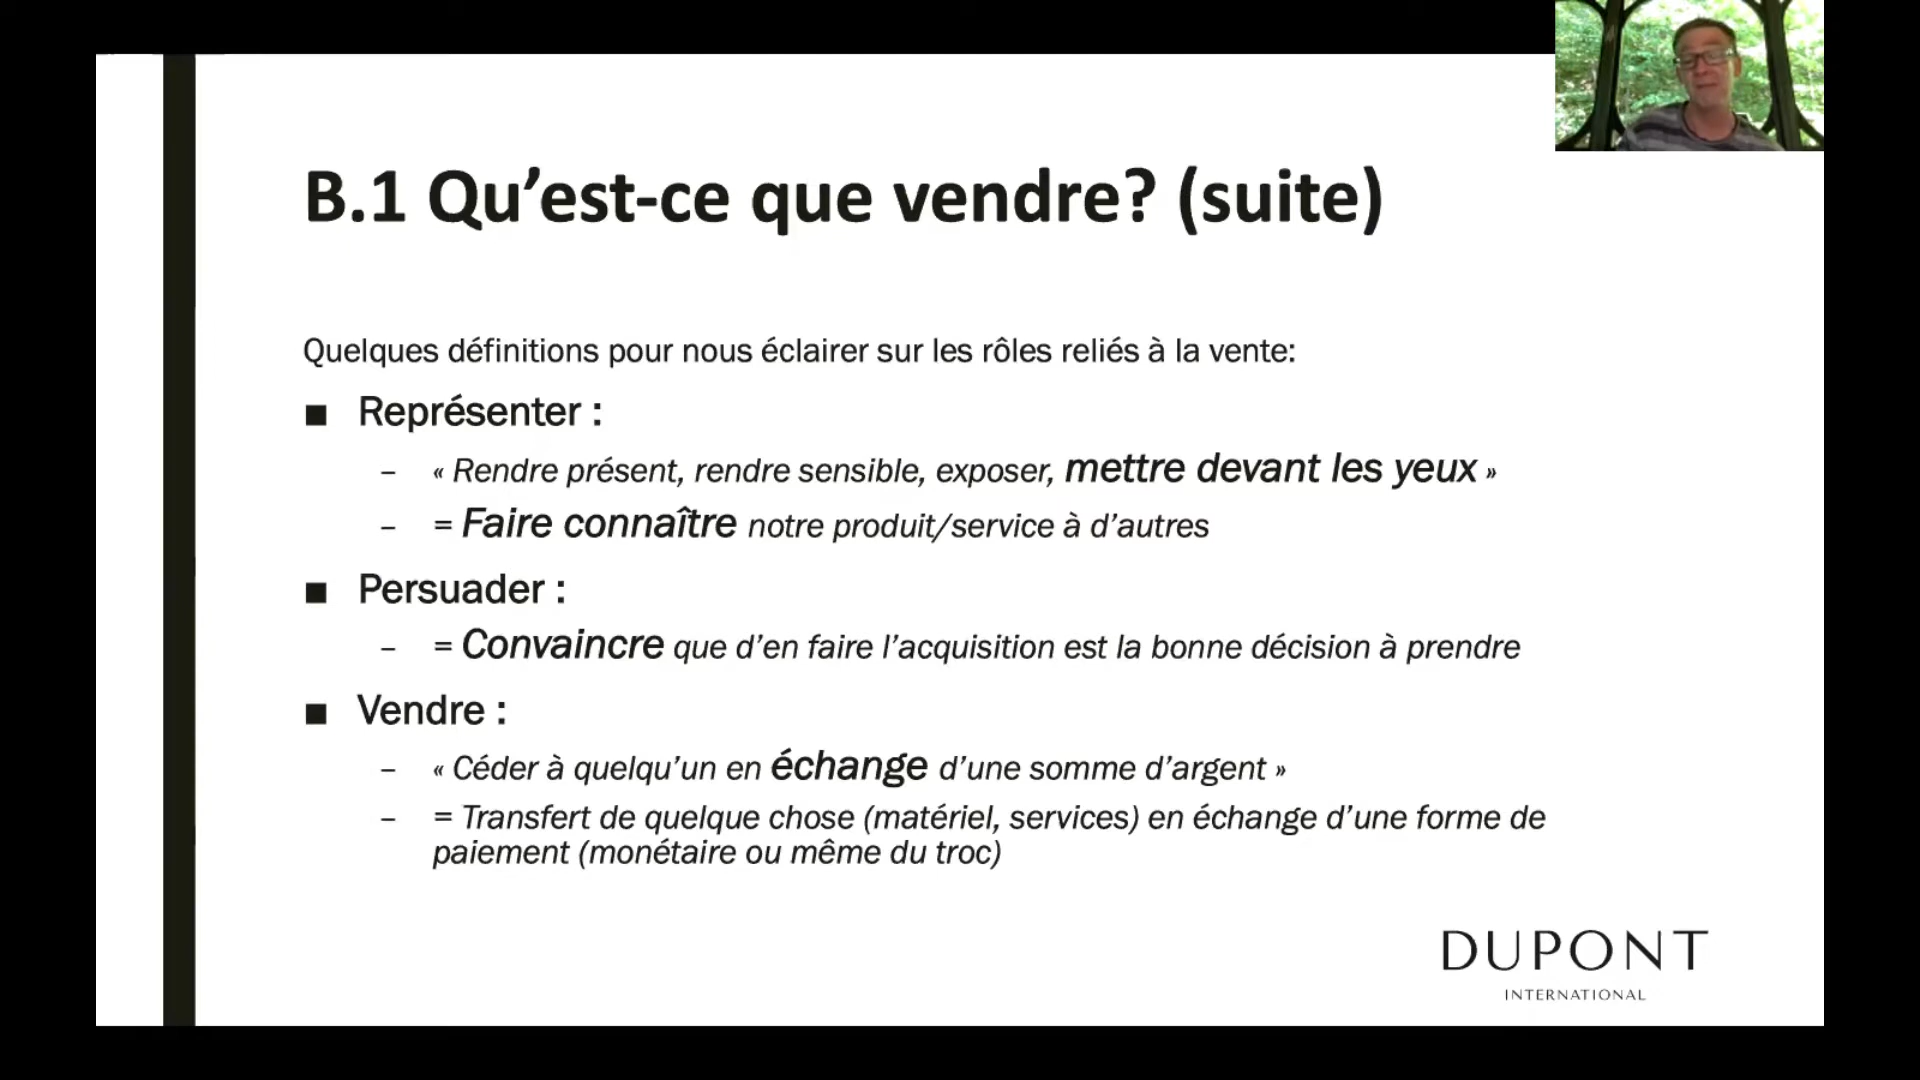 B.1 Qu’est-ce que vendre? (suite)
Quelques définitions pour nous éclairer sur les rôles reliés à la vente:
■ Représenter :
– « Rendre présent, rendre sensible, exposer, mettre devant les yeux »
– = Faire connaître notre produit/service à d’autres
■ Persuader :
– = Convaincre que d’en faire l’acquisition est la bonne décision à prendre
■ Vendre :
– « Céder à quelqu’un en échange d’une somme d’argent »
– = Transfert de quelque chose (matériel, services) en échange d’une forme de
paiement (monétaire ou même du troc)
DUPONT
INTERNATIONAL